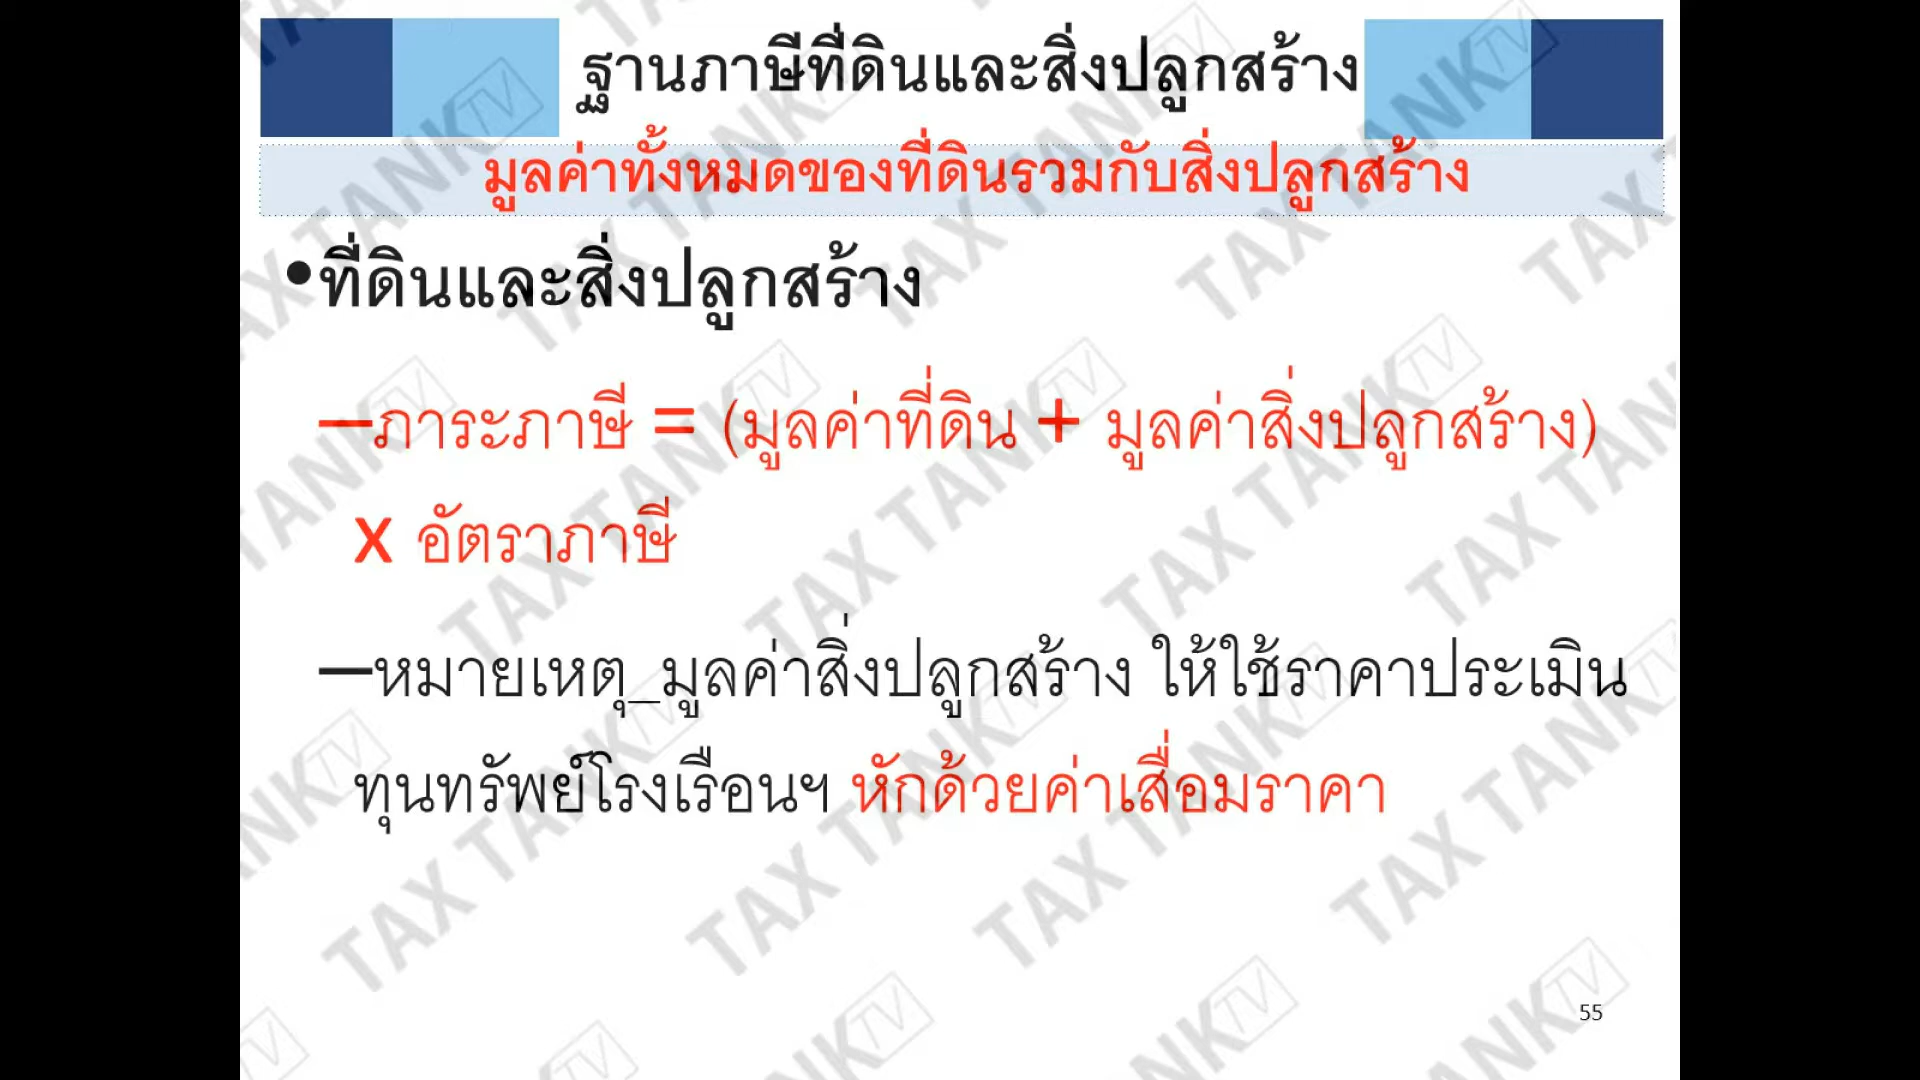 ฐานภาษีที่ดินและสิ่งปลูกสร้าง
มูลค่าทั้งหมดของที่ดินรวมกับสิ่งปลูกสร้าง
•ที่ดินและสิ่งปลูกสร้าง
–ภาระภาษี = (มูลค่าที่ดิน + มูลค่าสิ่งปลูกสร้าง)
x อัตราภาษี
–หมายเหตุ_มูลค่าสิ่งปลูกสร้าง ให้ใช้ราคาประเมิน
ทุนทรัพย์โรงเรือนฯ หักด้วยค่าเสื่อมราคา
55
TAX TANK TV